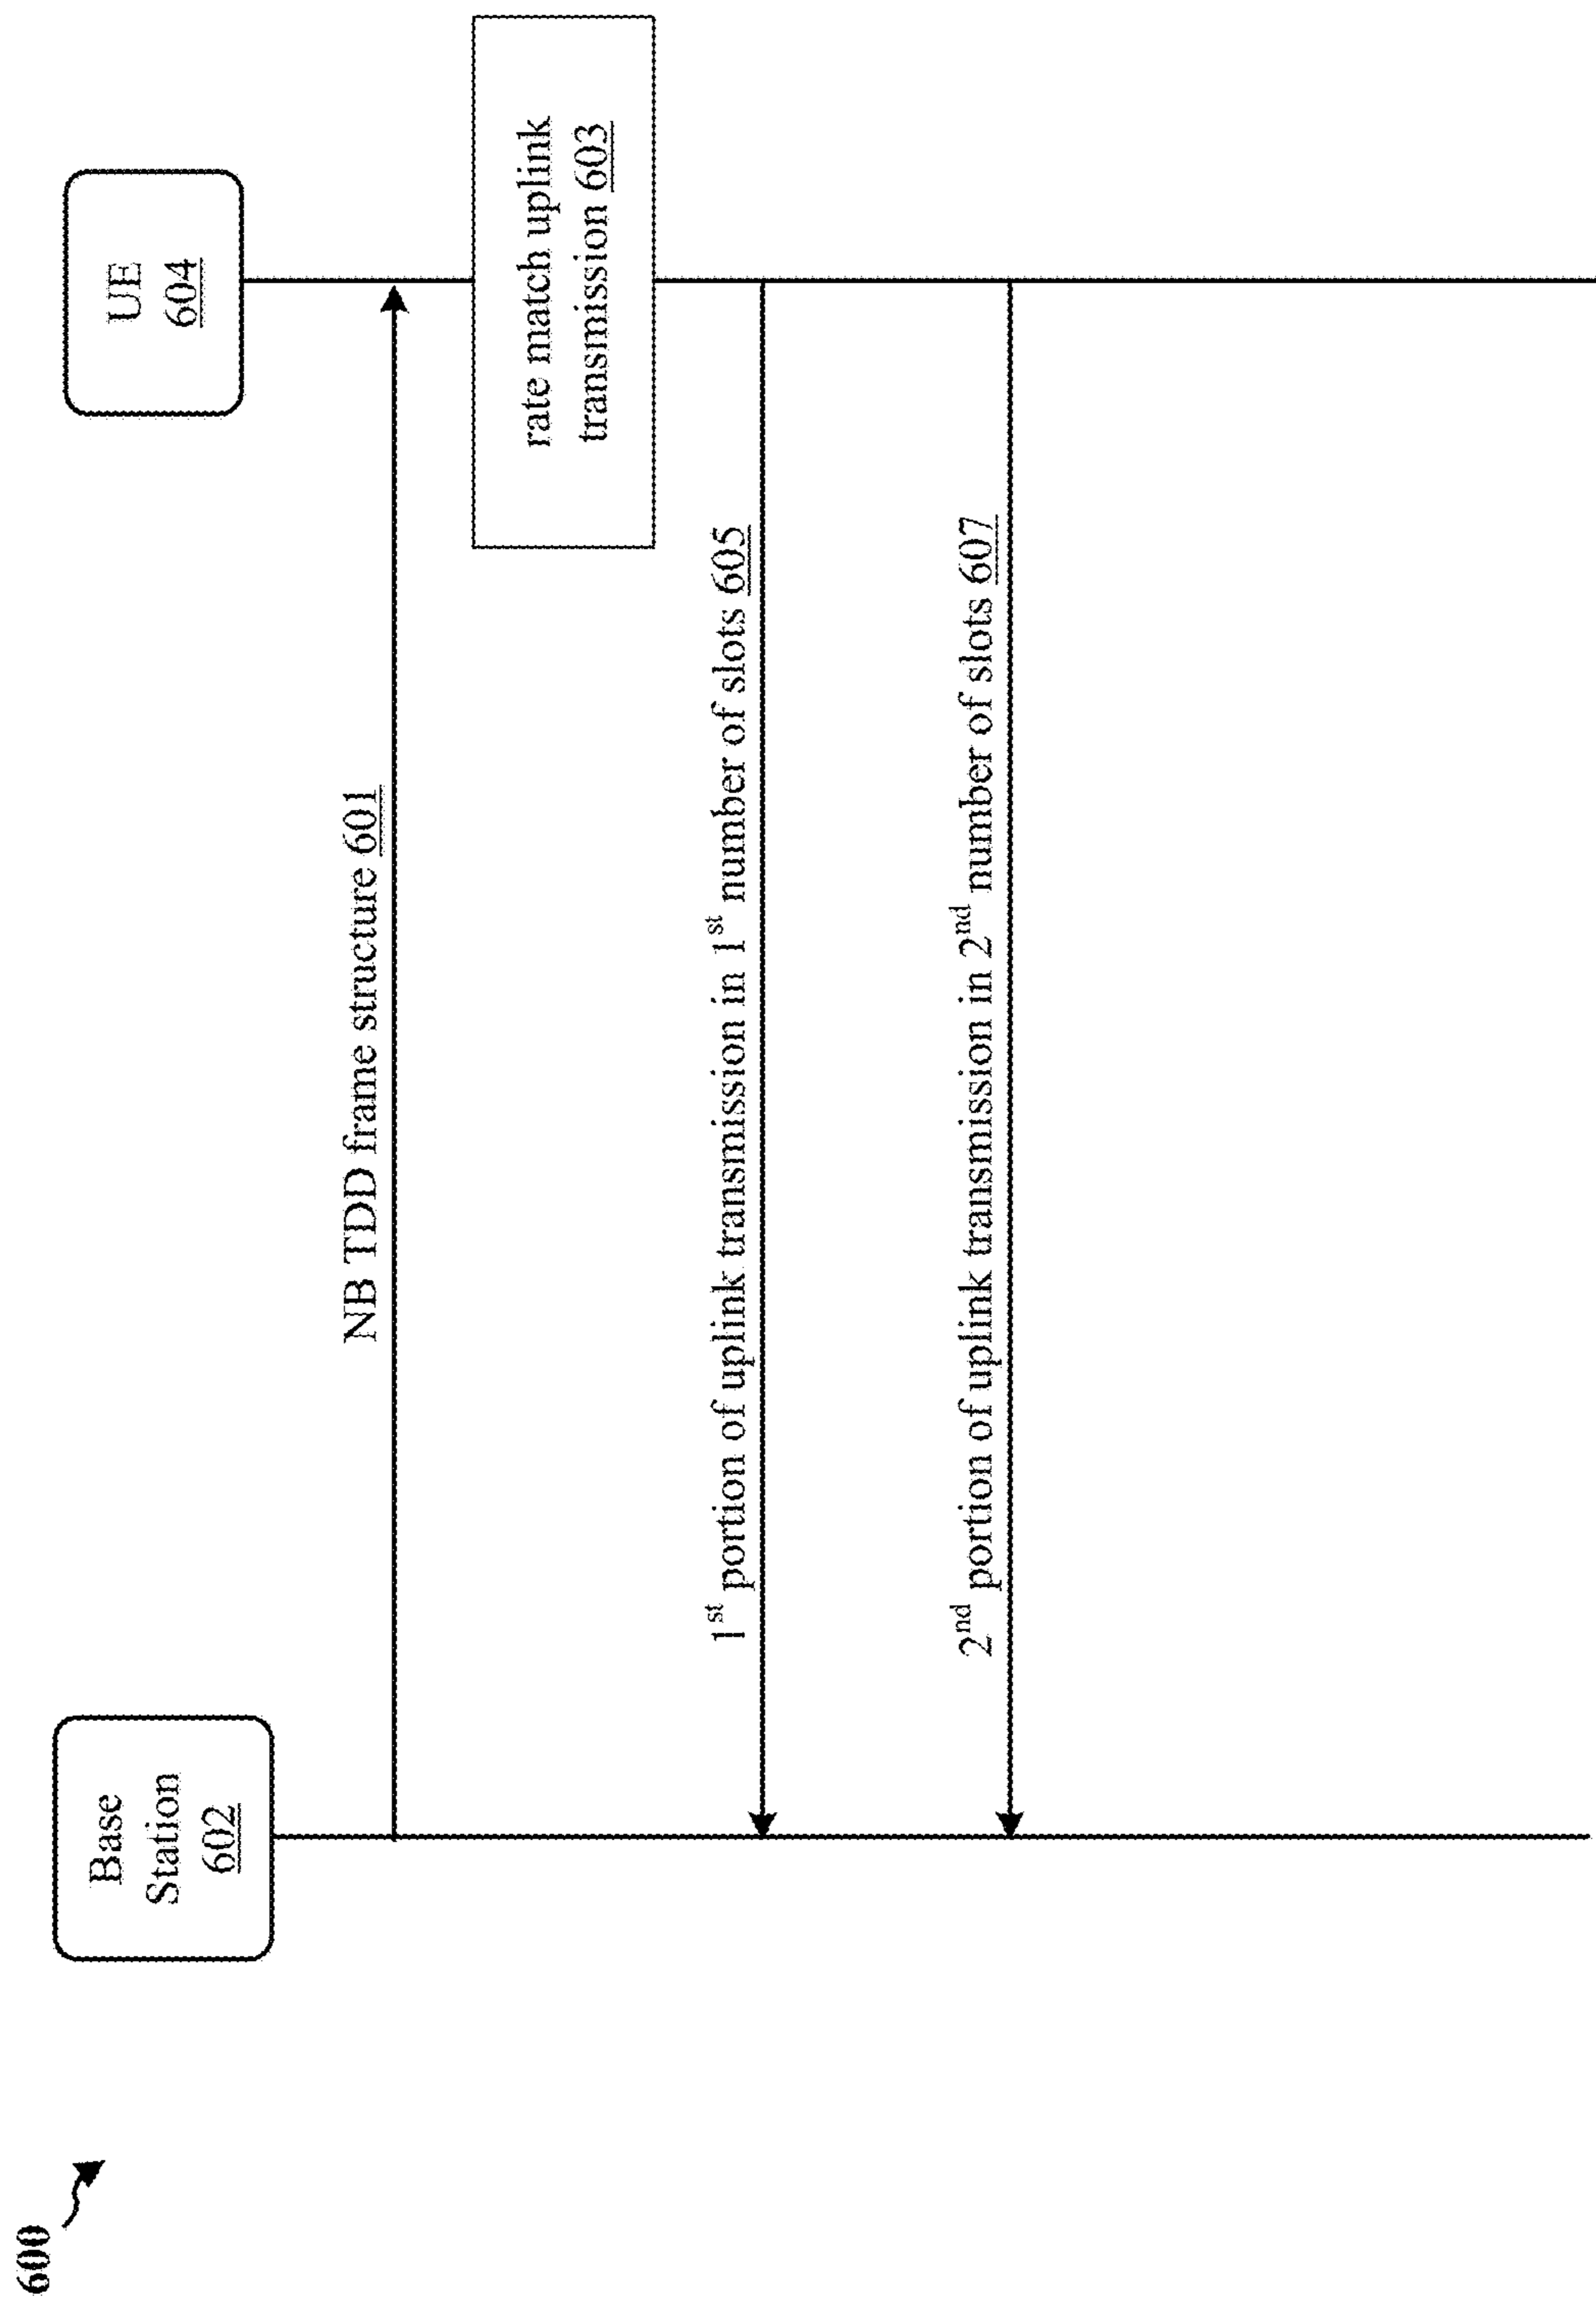 600
Base
Station
602
UE
604
NB TDD frame structure 601
rate match uplink
transmission 603
1st portion of uplink transmission in 1st number of slots 605
2nd portion of uplink transmission in 2nd number of slots 607